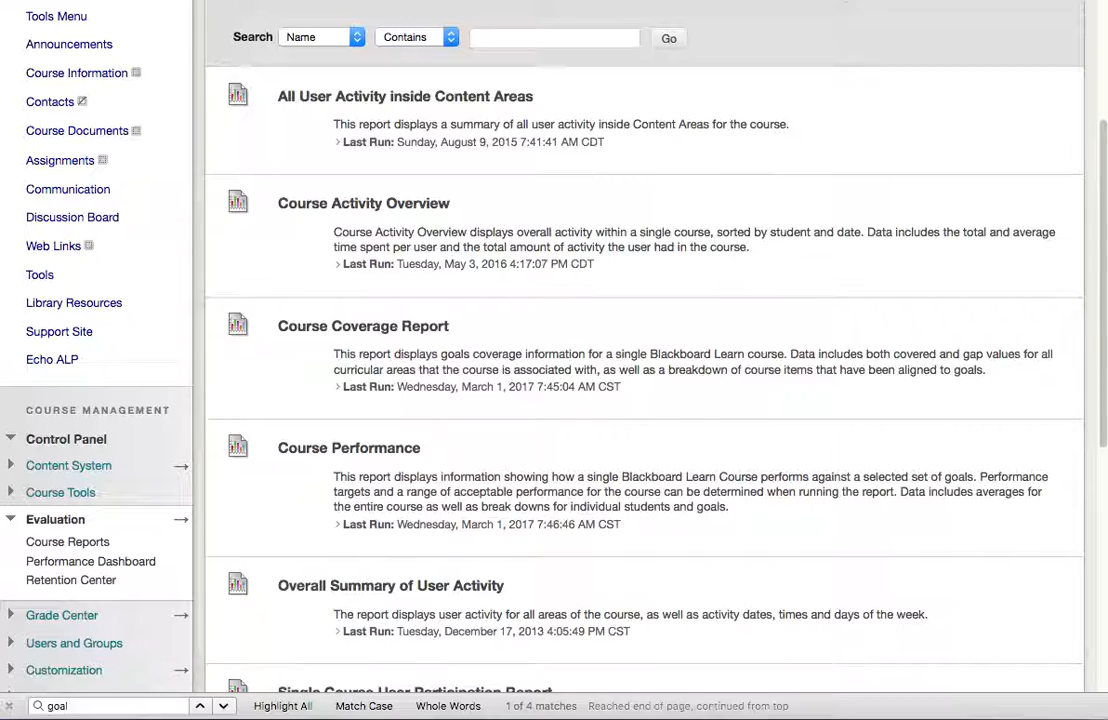 Tools Menu
Announcements
Course Information
Contacts
Course Documents
Assignments
Communication
Discussion Board
Web Links
Tools
Library Resources
Support Site
Echo ALP
COURSE MANAGEMENT
Control Panel
Content System
Course Tools
Evaluation
Course Reports
Performance Dashboard
Retention Center
Grade Center
Users and Groups
Customization
Search Name Contains Go
All User Activity inside Content Areas
This report displays a summary of all user activity inside Content Areas for the course.
Last Run: Sunday, August 9, 2015 7:41:41 AM CDT
Course Activity Overview
Course Activity Overview displays overall activity within a single course, sorted by student and date. Data includes the total and average
time spent per user and the total amount of activity the user had in the course.
Last Run: Tuesday, May 3, 2016 4:17:07 PM CDT
Course Coverage Report
This report displays goals coverage information for a single Blackboard Learn course. Data includes both covered and gap values for all
curricular areas that the course is associated with, as well as a breakdown of course items that have been aligned to goals.
Last Run: Wednesday, March 1, 2017 7:45:04 AM CST
Course Performance
This report displays information showing how a single Blackboard Learn Course performs against a selected set of goals. Performance
targets and a range of acceptable performance for the course can be determined when running the report. Data includes averages for
the entire course as well as break downs for individual students and goals.
Last Run: Wednesday, March 1, 2017 7:46:46 AM CST
Overall Summary of User Activity
The report displays user activity for all areas of the course, as well as activity dates, times and days of the week.
Last Run: Tuesday, December 17, 2013 4:05:49 PM CST
Single Course User Participation Report
goal Highlight All Match Case Whole Words 1 of 4 matches Reached end of page, continued from top